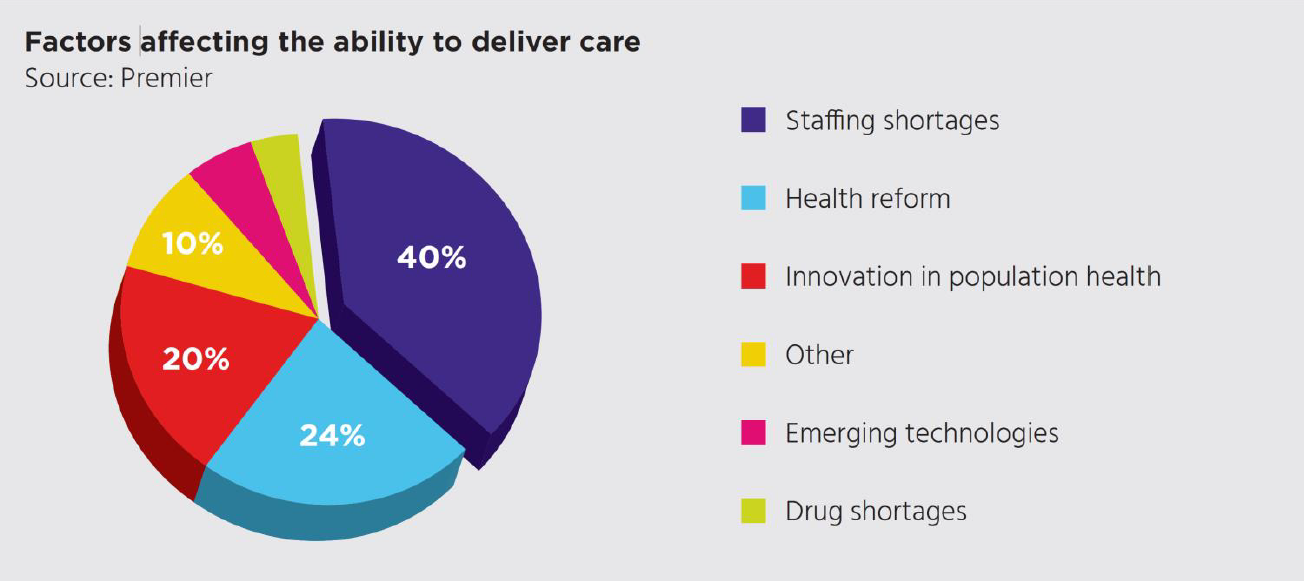 Factors affecting the ability to deliver care
Source: Premier
40%
24%
20%
10%
Staffing shortages
Health reform
Innovation in population health
Other
Emerging technologies
Drug shortages